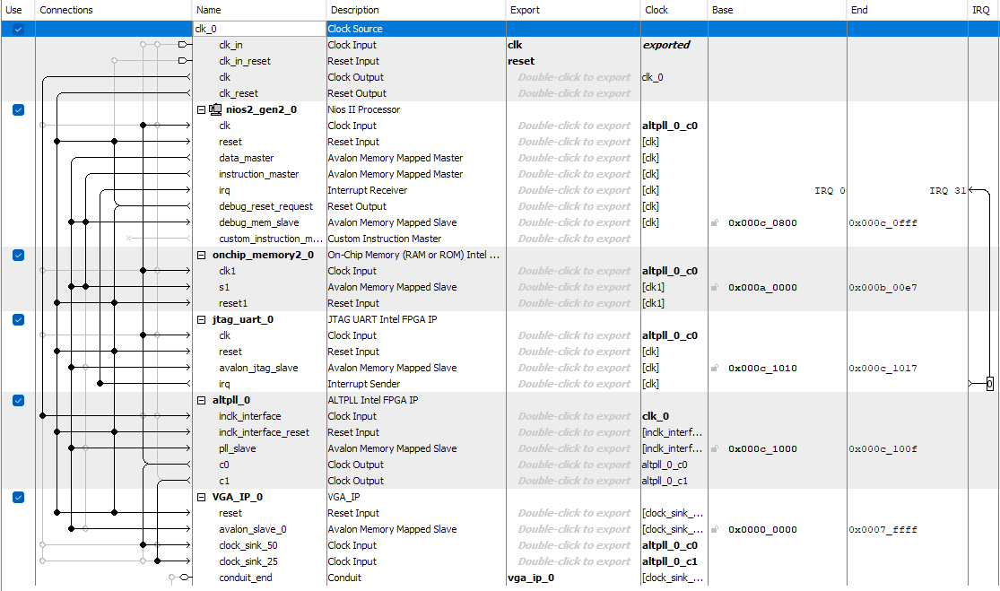 Use Connections Name Description Export Clock Base End IRQ
clk_0 Clock Source
clk_in Clock Input clk exported
clk_in_reset Reset Input reset
clk Clock Output Double-click to export clk_0
clk_reset Reset Output Double-click to export
nios2_gen2_0 Nios II Processor
clk Clock Input Double-click to export altpll_0_c0
reset Reset Input Double-click to export [clk]
data_master Avalon Memory Mapped Master Double-click to export [clk]
instruction_master Avalon Memory Mapped Master Double-click to export [clk]
irq Interrupt Receiver Double-click to export [clk] IRQ 0 IRQ 31
debug_reset_request Reset Output Double-click to export [clk]
debug_mem_slave Avalon Memory Mapped Slave Double-click to export [clk] 0x000c_0800 0x000c_0fff
custom_instruction_m... Custom Instruction Master Double-click to export
onchip_memory2_0 On-Chip Memory (RAM or ROM) Intel ...
clk1 Clock Input Double-click to export altpll_0_c0
s1 Avalon Memory Mapped Slave Double-click to export [clk1] 0x000a_0000 0x000b_00e7
reset1 Reset Input Double-click to export [clk1]
jtag_uart_0 JTAG UART Intel FPGA IP
clk Clock Input Double-click to export altpll_0_c0
reset Reset Input Double-click to export [clk]
avalon_jtag_slave Avalon Memory Mapped Slave Double-click to export [clk] 0x000c_1010 0x000c_1017
irq Interrupt Sender Double-click to export [clk] 0
altpll_0 ALTPLL Intel FPGA IP
inclk_interface Clock Input Double-click to export clk_0
inclk_interface_reset Reset Input Double-click to export [inclk_interf...
pll_slave Avalon Memory Mapped Slave Double-click to export [inclk_interf... 0x000c_1000 0x000c_100f
c0 Clock Output Double-click to export altpll_0_c0
c1 Clock Output Double-click to export altpll_0_c1
VGA_IP_0 VGA_IP
reset Reset Input Double-click to export [clock_sink_...
avalon_slave_0 Avalon Memory Mapped Slave Double-click to export [clock_sink_... 0x0000_0000 0x0007_ffff
clock_sink_50 Clock Input Double-click to export altpll_0_c0
clock_sink_25 Clock Input Double-click to export altpll_0_c1
conduit_end Conduit vga_ip_0 [clock_sink_...